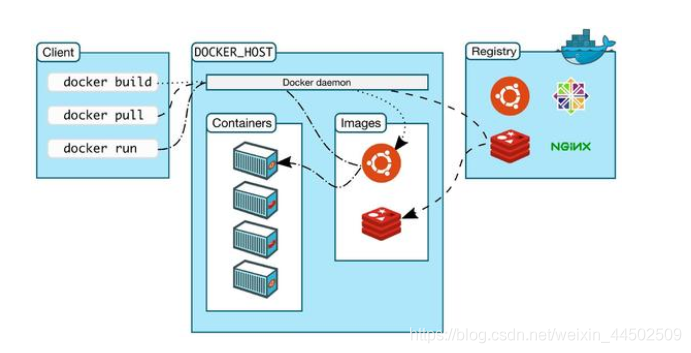 Client
docker build
docker pull
docker run
DOCKER_HOST
Docker daemon
Containers
Images
Registry
NGINX
https://blog.csdn.net/weixin_44502509